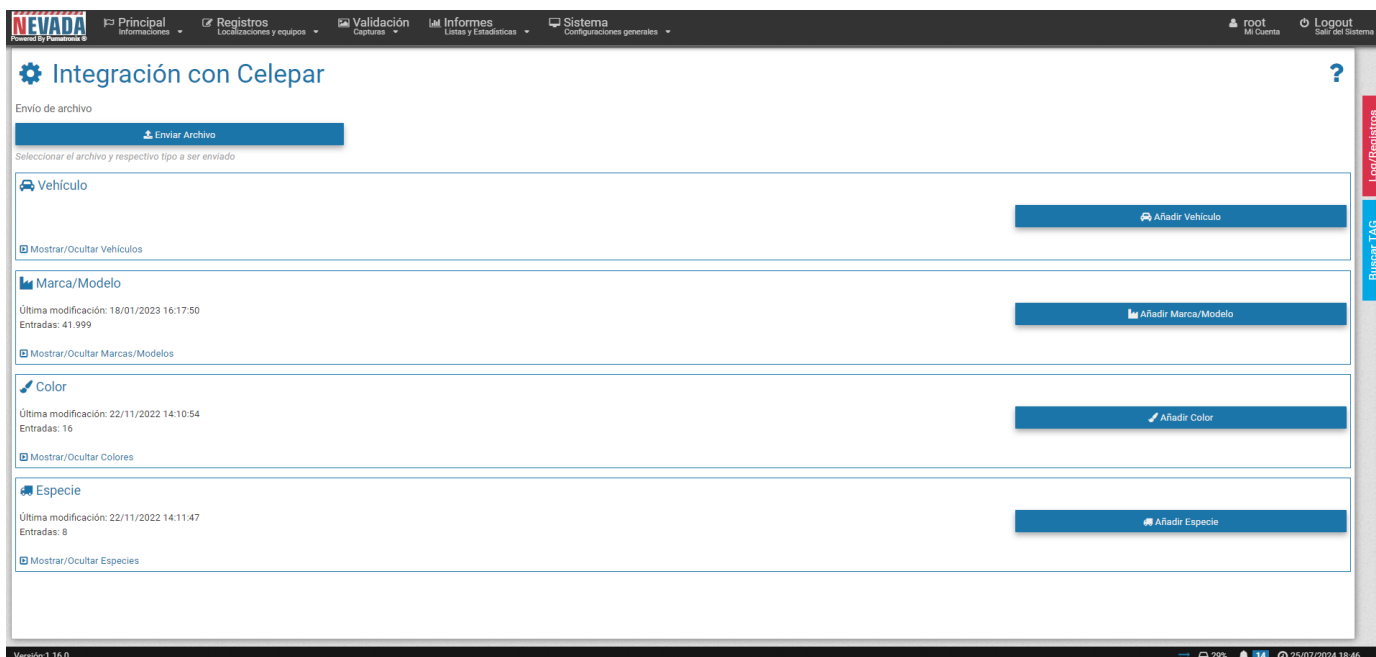 NEVADA
Powered By Pumatronix ®
Principal
Informaciones
Registros
Localizaciones y equipos
Validación
Capturas
Informes
Listas y Estadísticas
Sistema
Configuraciones generales
root
Mi Cuenta
Logout
Salir del Sistema
Integración con Celepar
?
Envío de archivo
Enviar Archivo
Seleccionar el archivo y respectivo tipo a ser enviado
Log/Registros
Buscar TAG
Vehículo
Añadir Vehículo
Mostrar/Ocultar Vehículos
Marca/Modelo
Última modificación: 18/01/2023 16:17:50
Entradas: 41.999
Añadir Marca/Modelo
Mostrar/Ocultar Marcas/Modelos
Color
Última modificación: 22/11/2022 14:10:54
Entradas: 16
Añadir Color
Mostrar/Ocultar Colores
Especie
Última modificación: 22/11/2022 14:11:47
Entradas: 8
Añadir Especie
Mostrar/Ocultar Especies
Versión:1.16.0
29% 14 25/07/2024 18:46